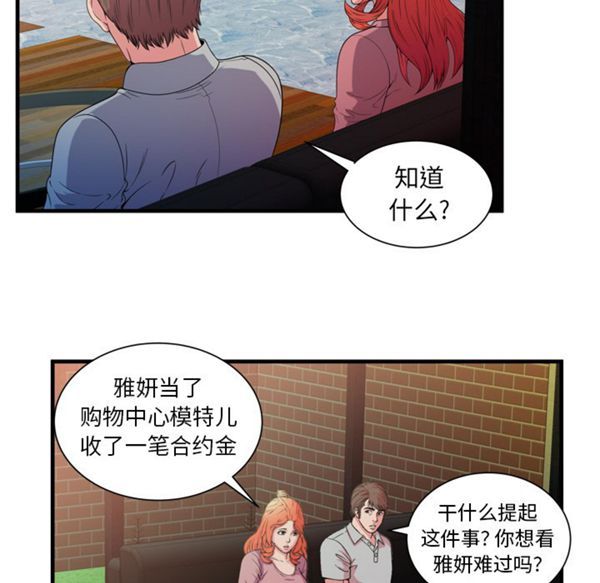 知道
什么?
雅妍当了
购物中心模特儿
收了一笔合约金
干什么提起
这件事? 你想看
雅妍难过吗?